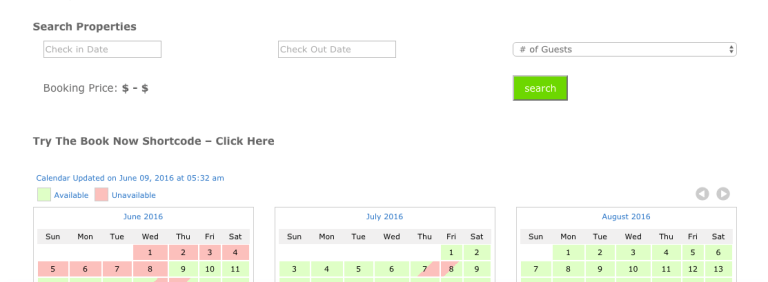 Search Properties
Check in Date Check Out Date # of Guests
Booking Price: $ - $ search
Try The Book Now Shortcode – Click Here
Calendar Updated on June 09, 2016 at 05:32 am
Available Unavailable
June 2016 July 2016 August 2016
Sun Mon Tue Wed Thu Fri Sat Sun Mon Tue Wed Thu Fri Sat Sun Mon Tue Wed Thu Fri Sat
1 2 3 4 1 2 1 2 3 4 5 6
5 6 7 8 9 10 11 3 4 5 6 7 8 9 7 8 9 10 11 12 13